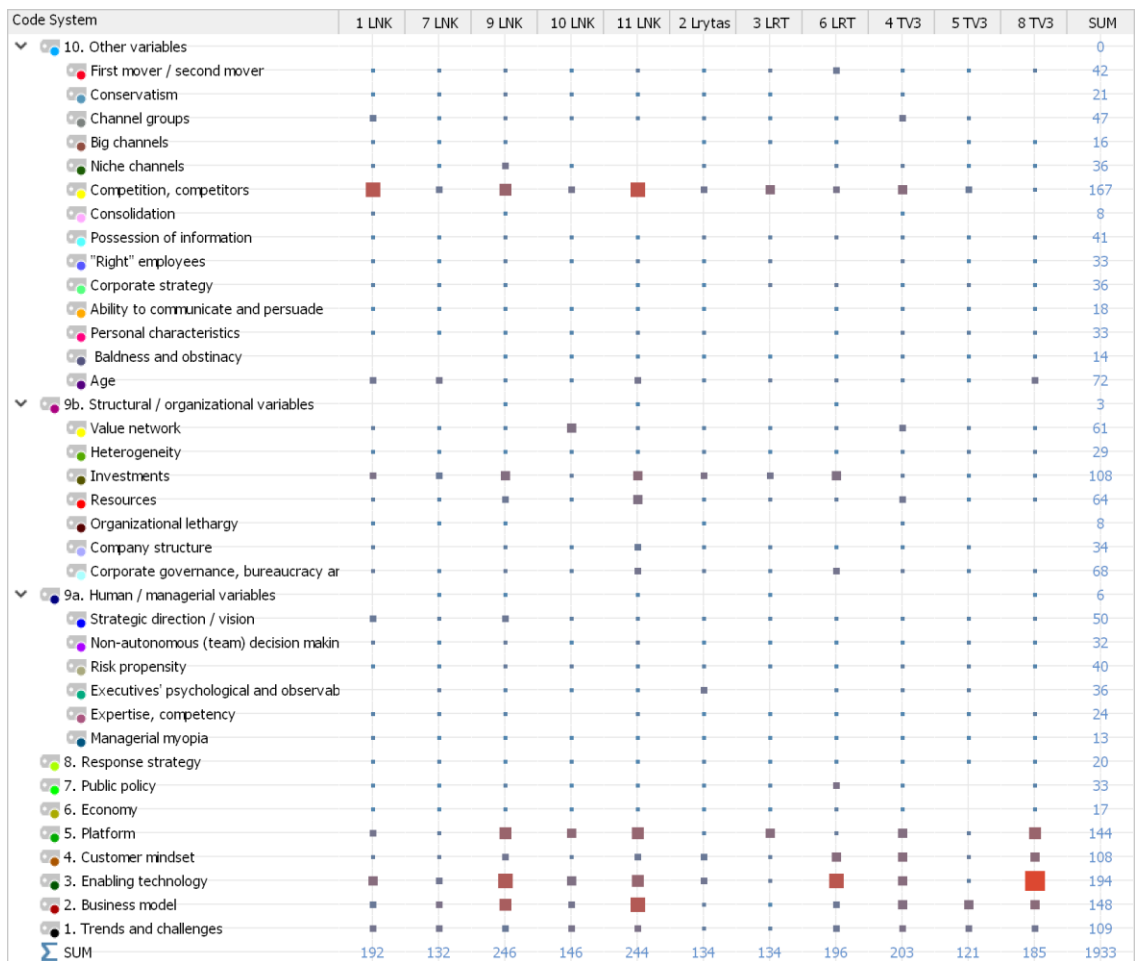 Code System 1 LNK 7 LNK 9 LNK 10 LNK 11 LNK 2 Lrytas 3 LRT 6 LRT 4 TV3 5 TV3 8 TV3 SUM
10. Other variables 0
First mover / second mover 42
Conservatism 21
Channel groups 47
Big channels 16
Niche channels 36
Competition, competitors 167
Consolidation 8
Possession of information 41
"Right" employees 33
Corporate strategy 36
Ability to communicate and persuade 18
Personal characteristics 33
Baldness and obstinacy 14
Age 72
9b. Structural / organizational variables 3
Value network 61
Heterogeneity 29
Investments 108
Resources 64
Organizational lethargy 8
Company structure 34
Corporate governance, bureaucracy ar 68
9a. Human / managerial variables 6
Strategic direction / vision 50
Non-autonomous (team) decision makin 32
Risk propensity 40
Executives' psychological and observab 36
Expertise, competency 24
Managerial myopia 13
8. Response strategy 20
7. Public policy 33
6. Economy 17
5. Platform 144
4. Customer mindset 108
3. Enabling technology 194
2. Business model 148
1. Trends and challenges 109
Σ SUM 192 132 246 146 244 134 134 196 203 121 185 1933